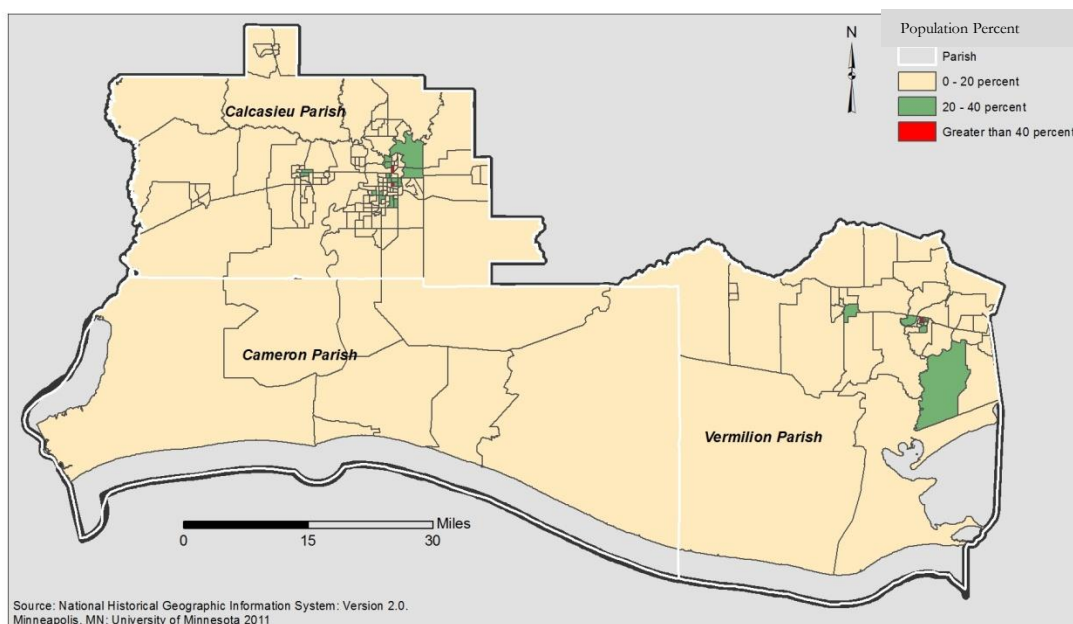 N
Population Percent
Parish
0 - 20 percent
20 - 40 percent
Greater than 40 percent
Calcasieu Parish
Cameron Parish
Vermilion Parish
Miles
0 15 30
Source: National Historical Geographic Information System: Version 2.0.
Minneapolis, MN: University of Minnesota 2011